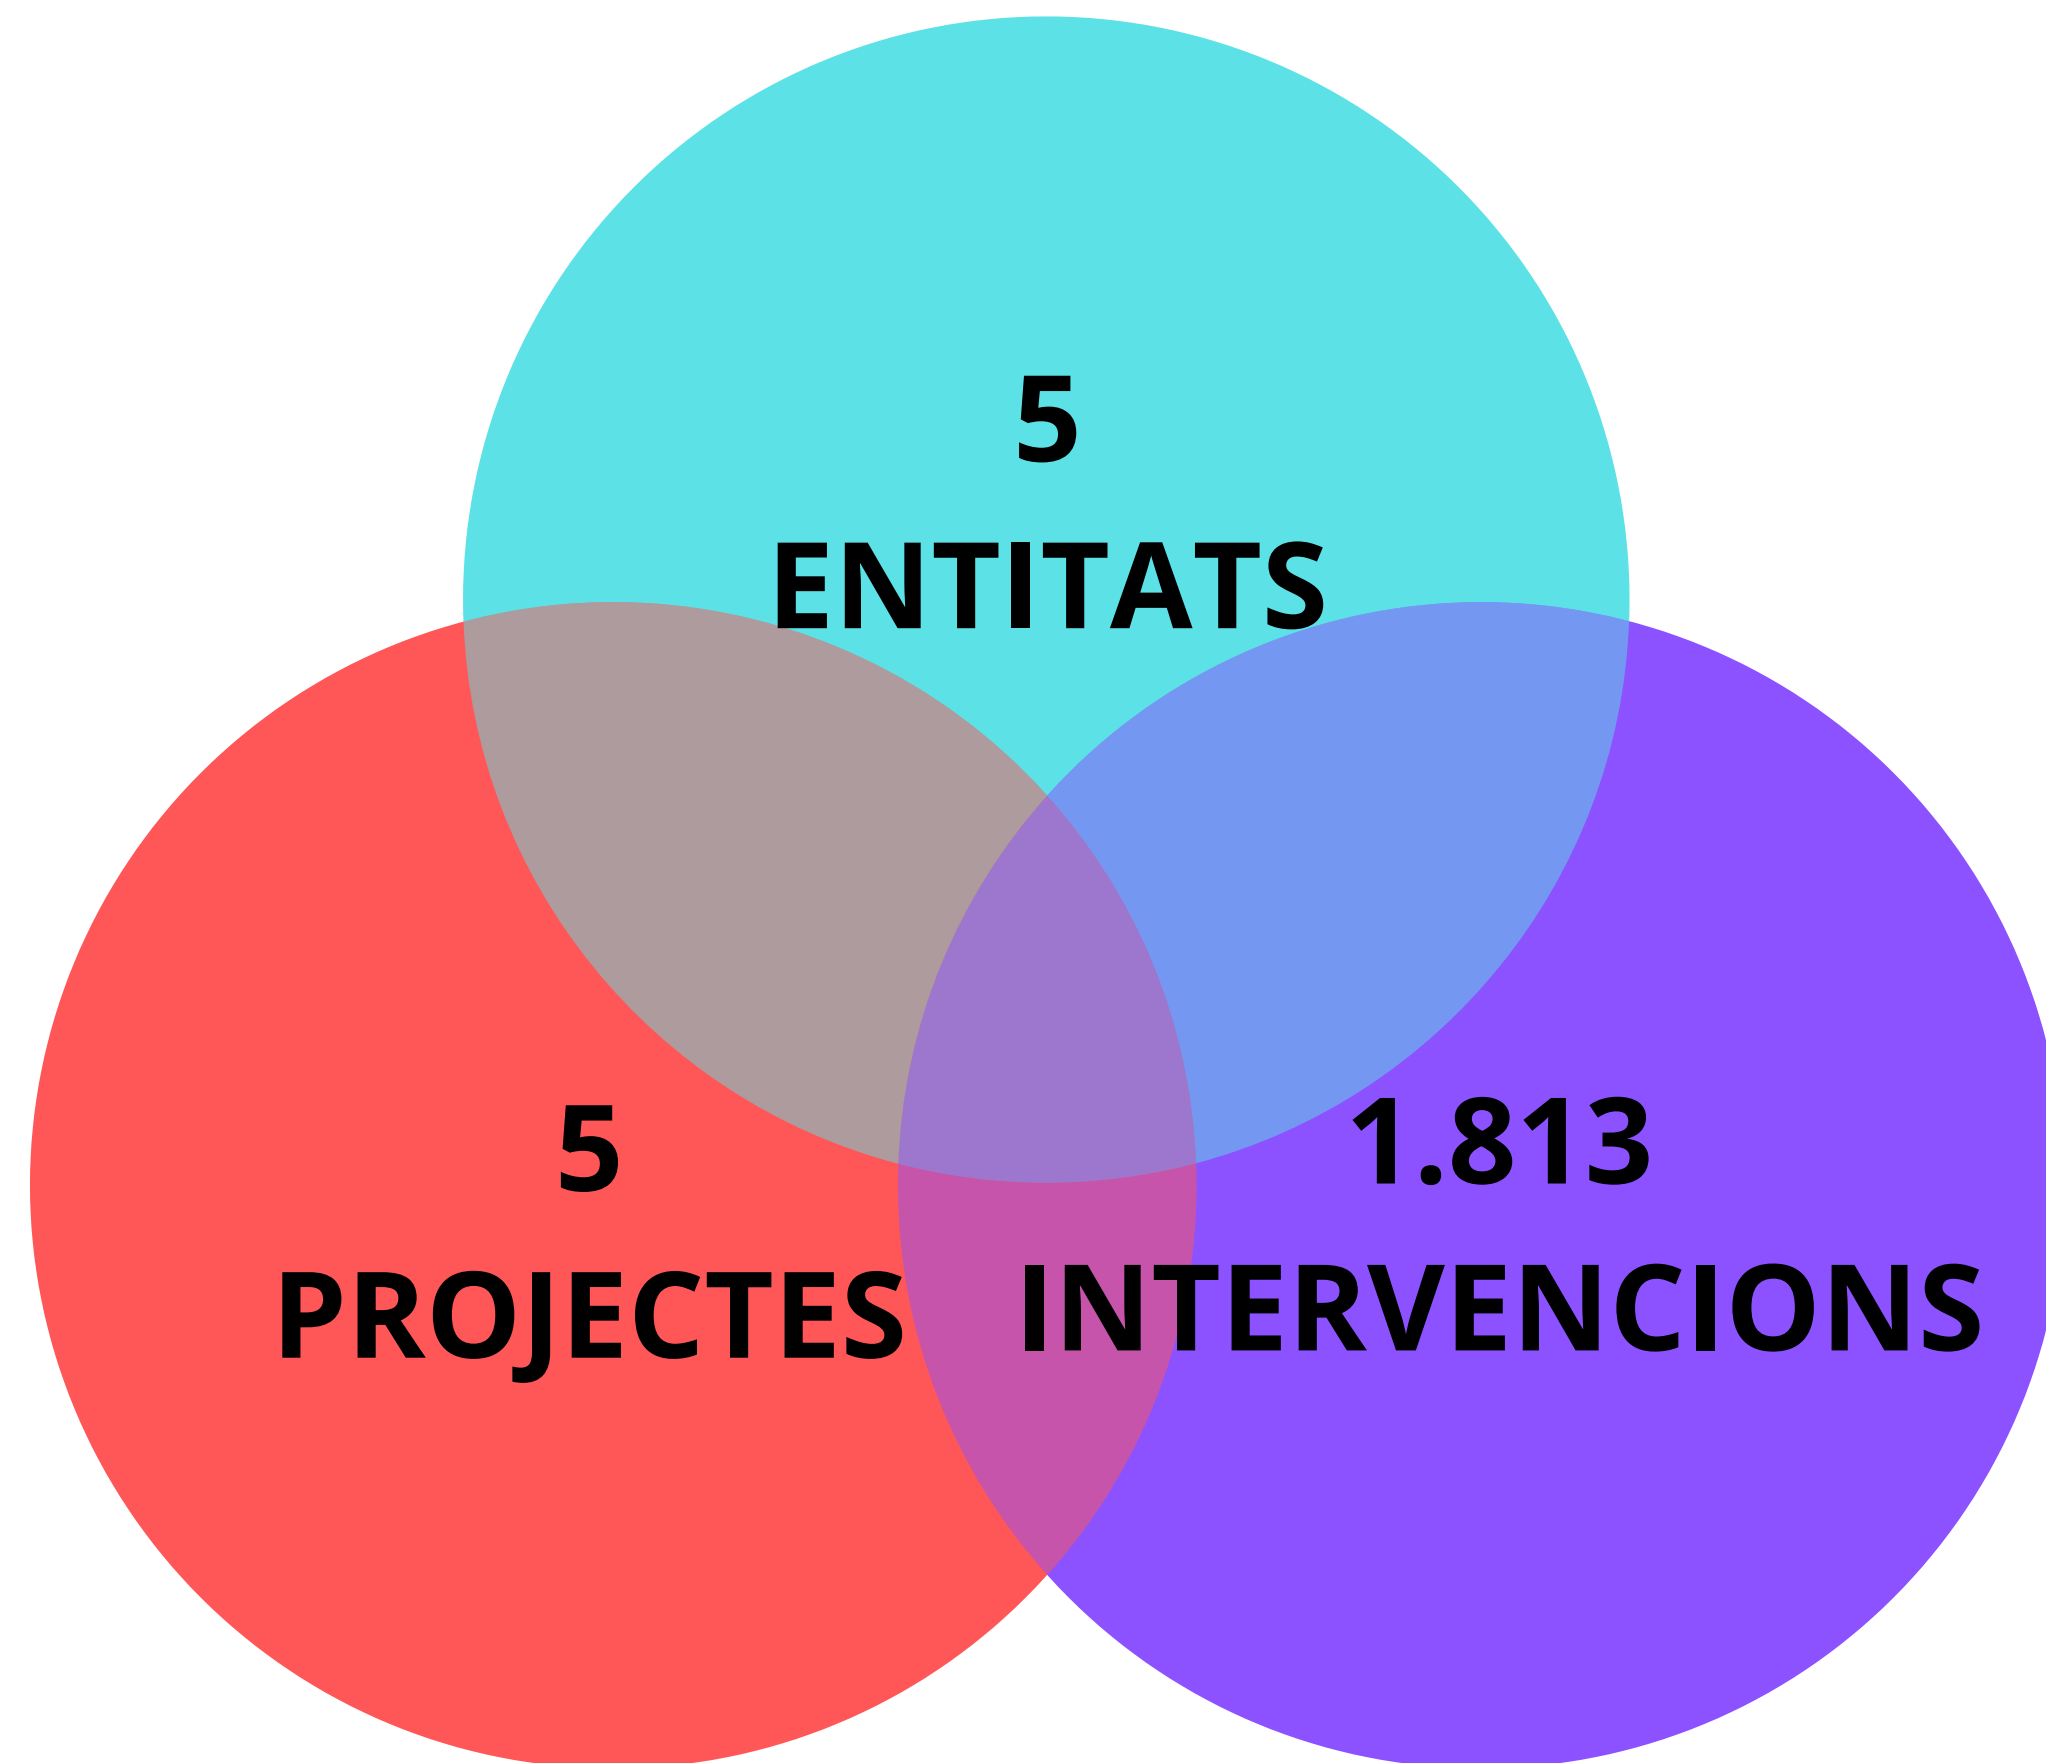 5
ENTITATS
5
PROJECTES
1.813
INTERVENCIONS